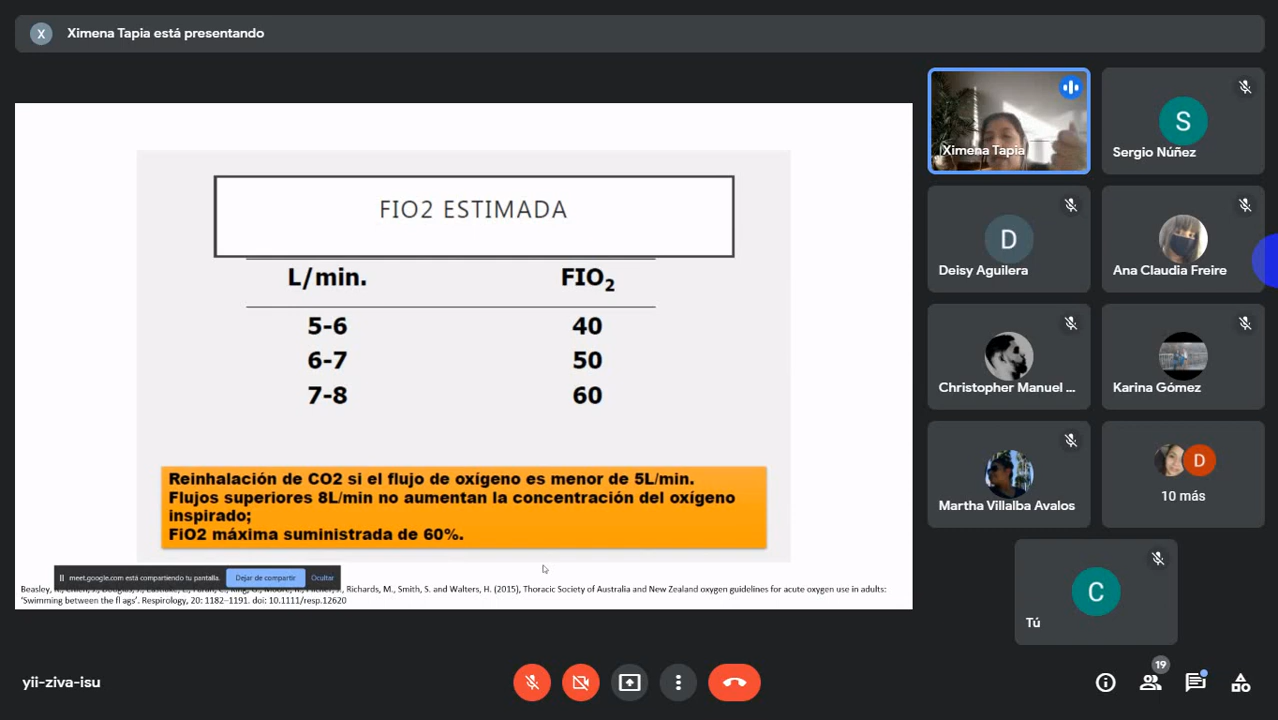 X Ximena Tapia está presentando
FIO2 ESTIMADA
L/min. FIO₂
5-6 40
6-7 50
7-8 60
Reinhalación de CO2 si el flujo de oxígeno es menor de 5L/min.
Flujos superiores 8L/min no aumentan la concentración del oxígeno
inspirado;
FiO2 máxima suministrada de 60%.
meet.google.com está compartiendo tu pantalla. Dejar de compartir Ocultar
Beasley, Richards, M., Smith, S. and Walters, H. (2015), Thoracic Society of Australia and New Zealand oxygen guidelines for acute oxygen use in adults:
'Swimming between the fl ags'. Respirology, 20: 1182–1191. doi: 10.1111/resp.12620
Ximena Tapia
S
Sergio Núñez
D
Deisy Aguilera
Ana Claudia Freire
Christopher Manuel ...
Karina Gómez
Martha Villalba Avalos
D
10 más
C
Tú
yii-ziva-isu
19